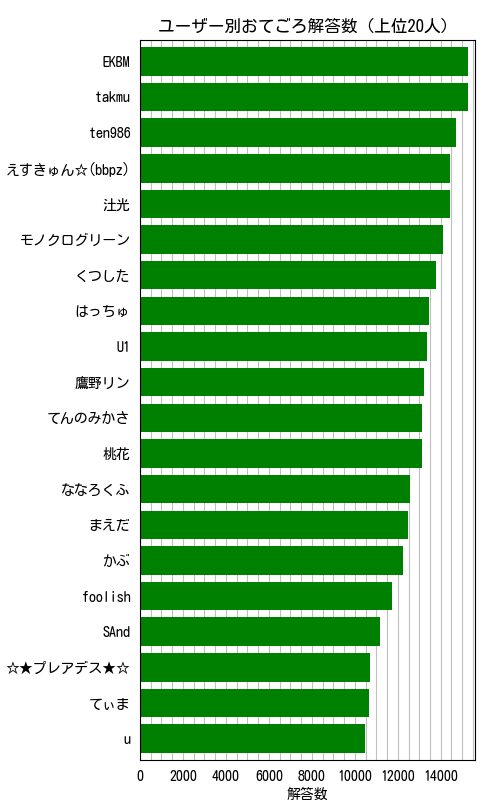 ユーザー別おてごろ解答数（上位20人）
EKBM
takmu
ten986
えすきゅん☆(bbpz)
汢光
モノクログリーン
くつした
はっちゅ
U1
鷹野リン
てんのみかさ
桃花
ななろくふ
まえだ
かぶ
foolish
SAnd
☆★プレアデス★☆
てぃま
u
0 2000 4000 6000 8000 10000 12000 14000
解答数